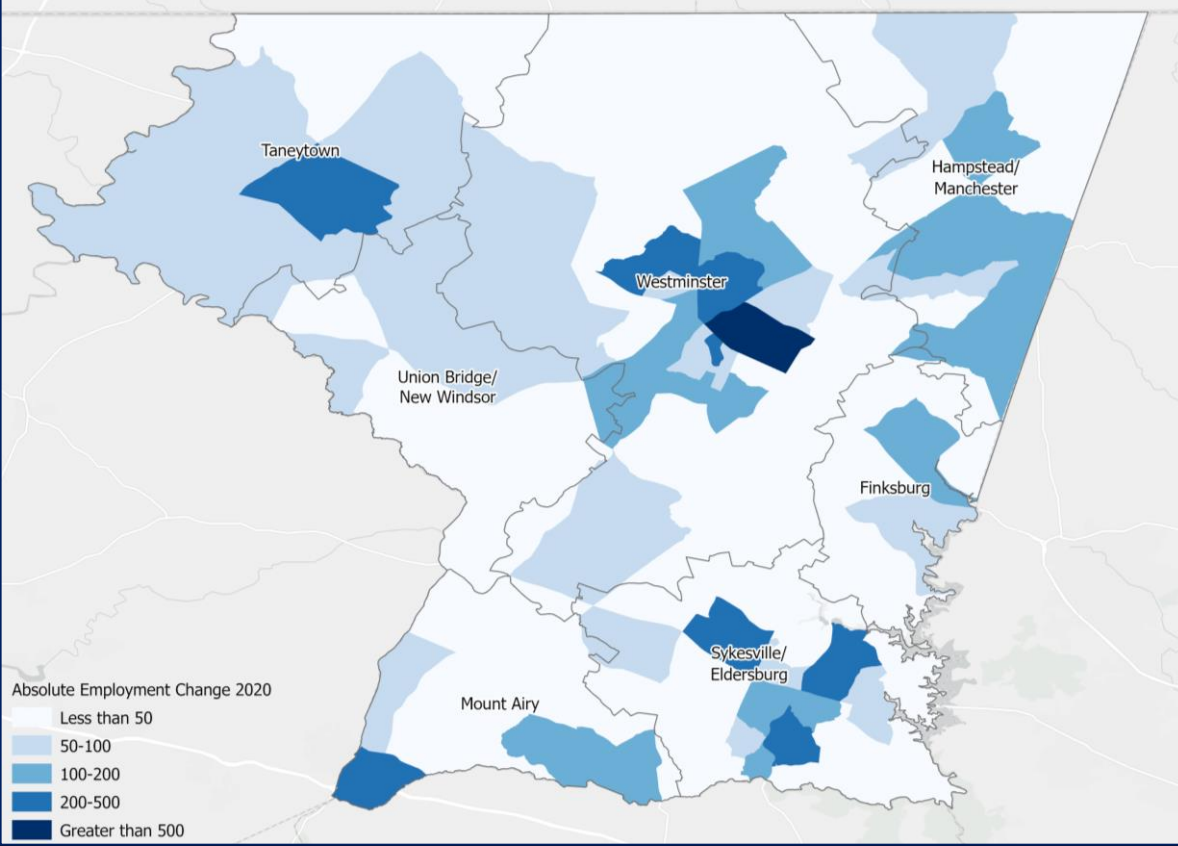 Taneytown
Hampstead/
Manchester
Westminster
Union Bridge/
New Windsor
Finksburg
Sykesville/
Eldersburg
Mount Airy
Absolute Employment Change 2020
Less than 50
50-100
100-200
200-500
Greater than 500